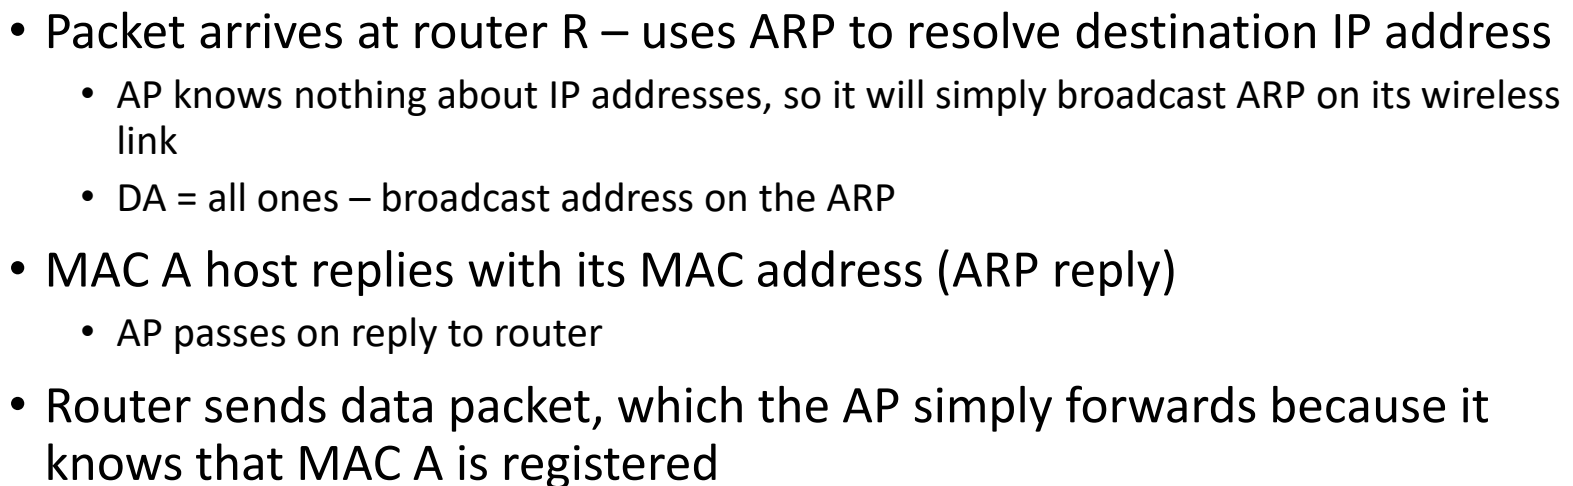 • Packet arrives at router R – uses ARP to resolve destination IP address
• AP knows nothing about IP addresses, so it will simply broadcast ARP on its wireless
link
• DA = all ones – broadcast address on the ARP
• MAC A host replies with its MAC address (ARP reply)
• AP passes on reply to router
• Router sends data packet, which the AP simply forwards because it
knows that MAC A is registered